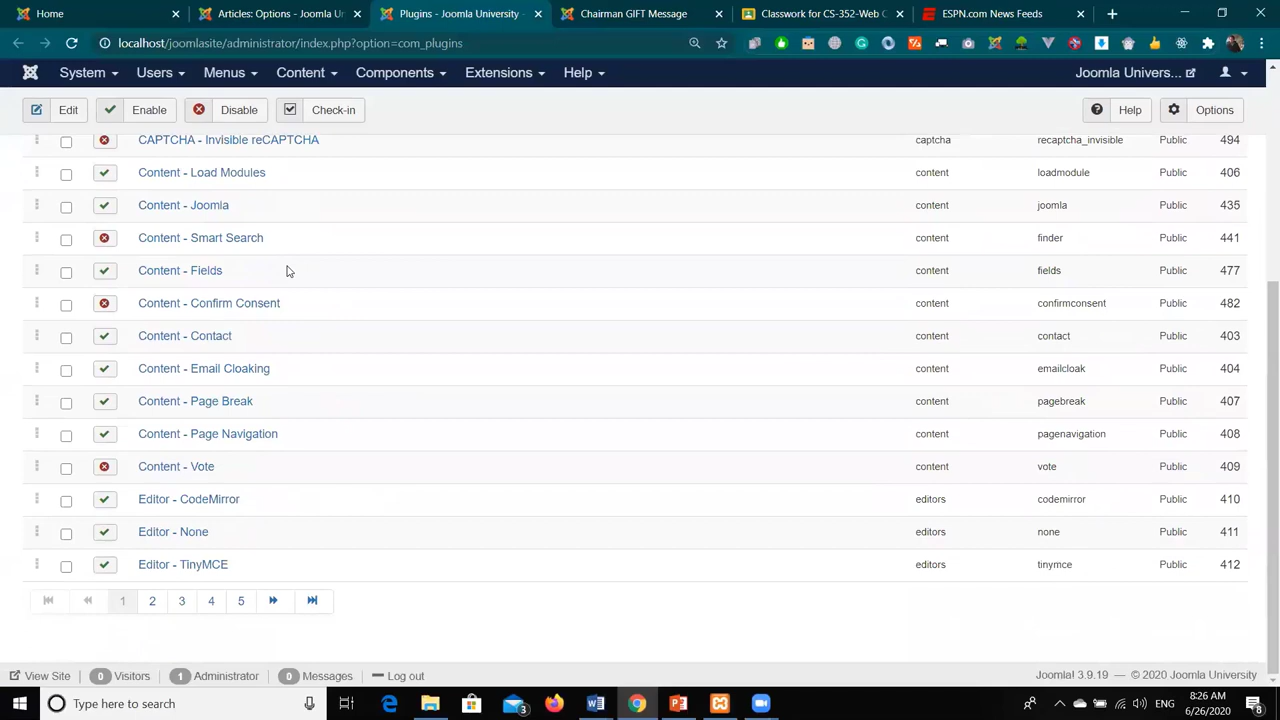 Home
Articles: Options - Joomla Un
Plugins - Joomla University -
Chairman GIFT Message
Classwork for CS-352-Web C
ESPN.com News Feeds
localhost/joomlasite/administrator/index.php?option=com_plugins
System Users Menus Content Components Extensions Help Joomla Univers...
Edit Enable Disable Check-in Help Options
CAPTCHA - Invisible reCAPTCHA captcha recaptcha_invisible Public 494
Content - Load Modules content loadmodule Public 406
Content - Joomla content joomla Public 435
Content - Smart Search content finder Public 441
Content - Fields content fields Public 477
Content - Confirm Consent content confirmconsent Public 482
Content - Contact content contact Public 403
Content - Email Cloaking content emailcloak Public 404
Content - Page Break content pagebreak Public 407
Content - Page Navigation content pagenavigation Public 408
Content - Vote content vote Public 409
Editor - CodeMirror editors codemirror Public 410
Editor - None editors none Public 411
Editor - TinyMCE editors tinymce Public 412
1 2 3 4 5
View Site 0 Visitors 1 Administrator 0 Messages Log out Joomla! 3.9.19 — © 2020 Joomla University
Type here to search 3 ENG 8:26 AM 6/26/2020 8